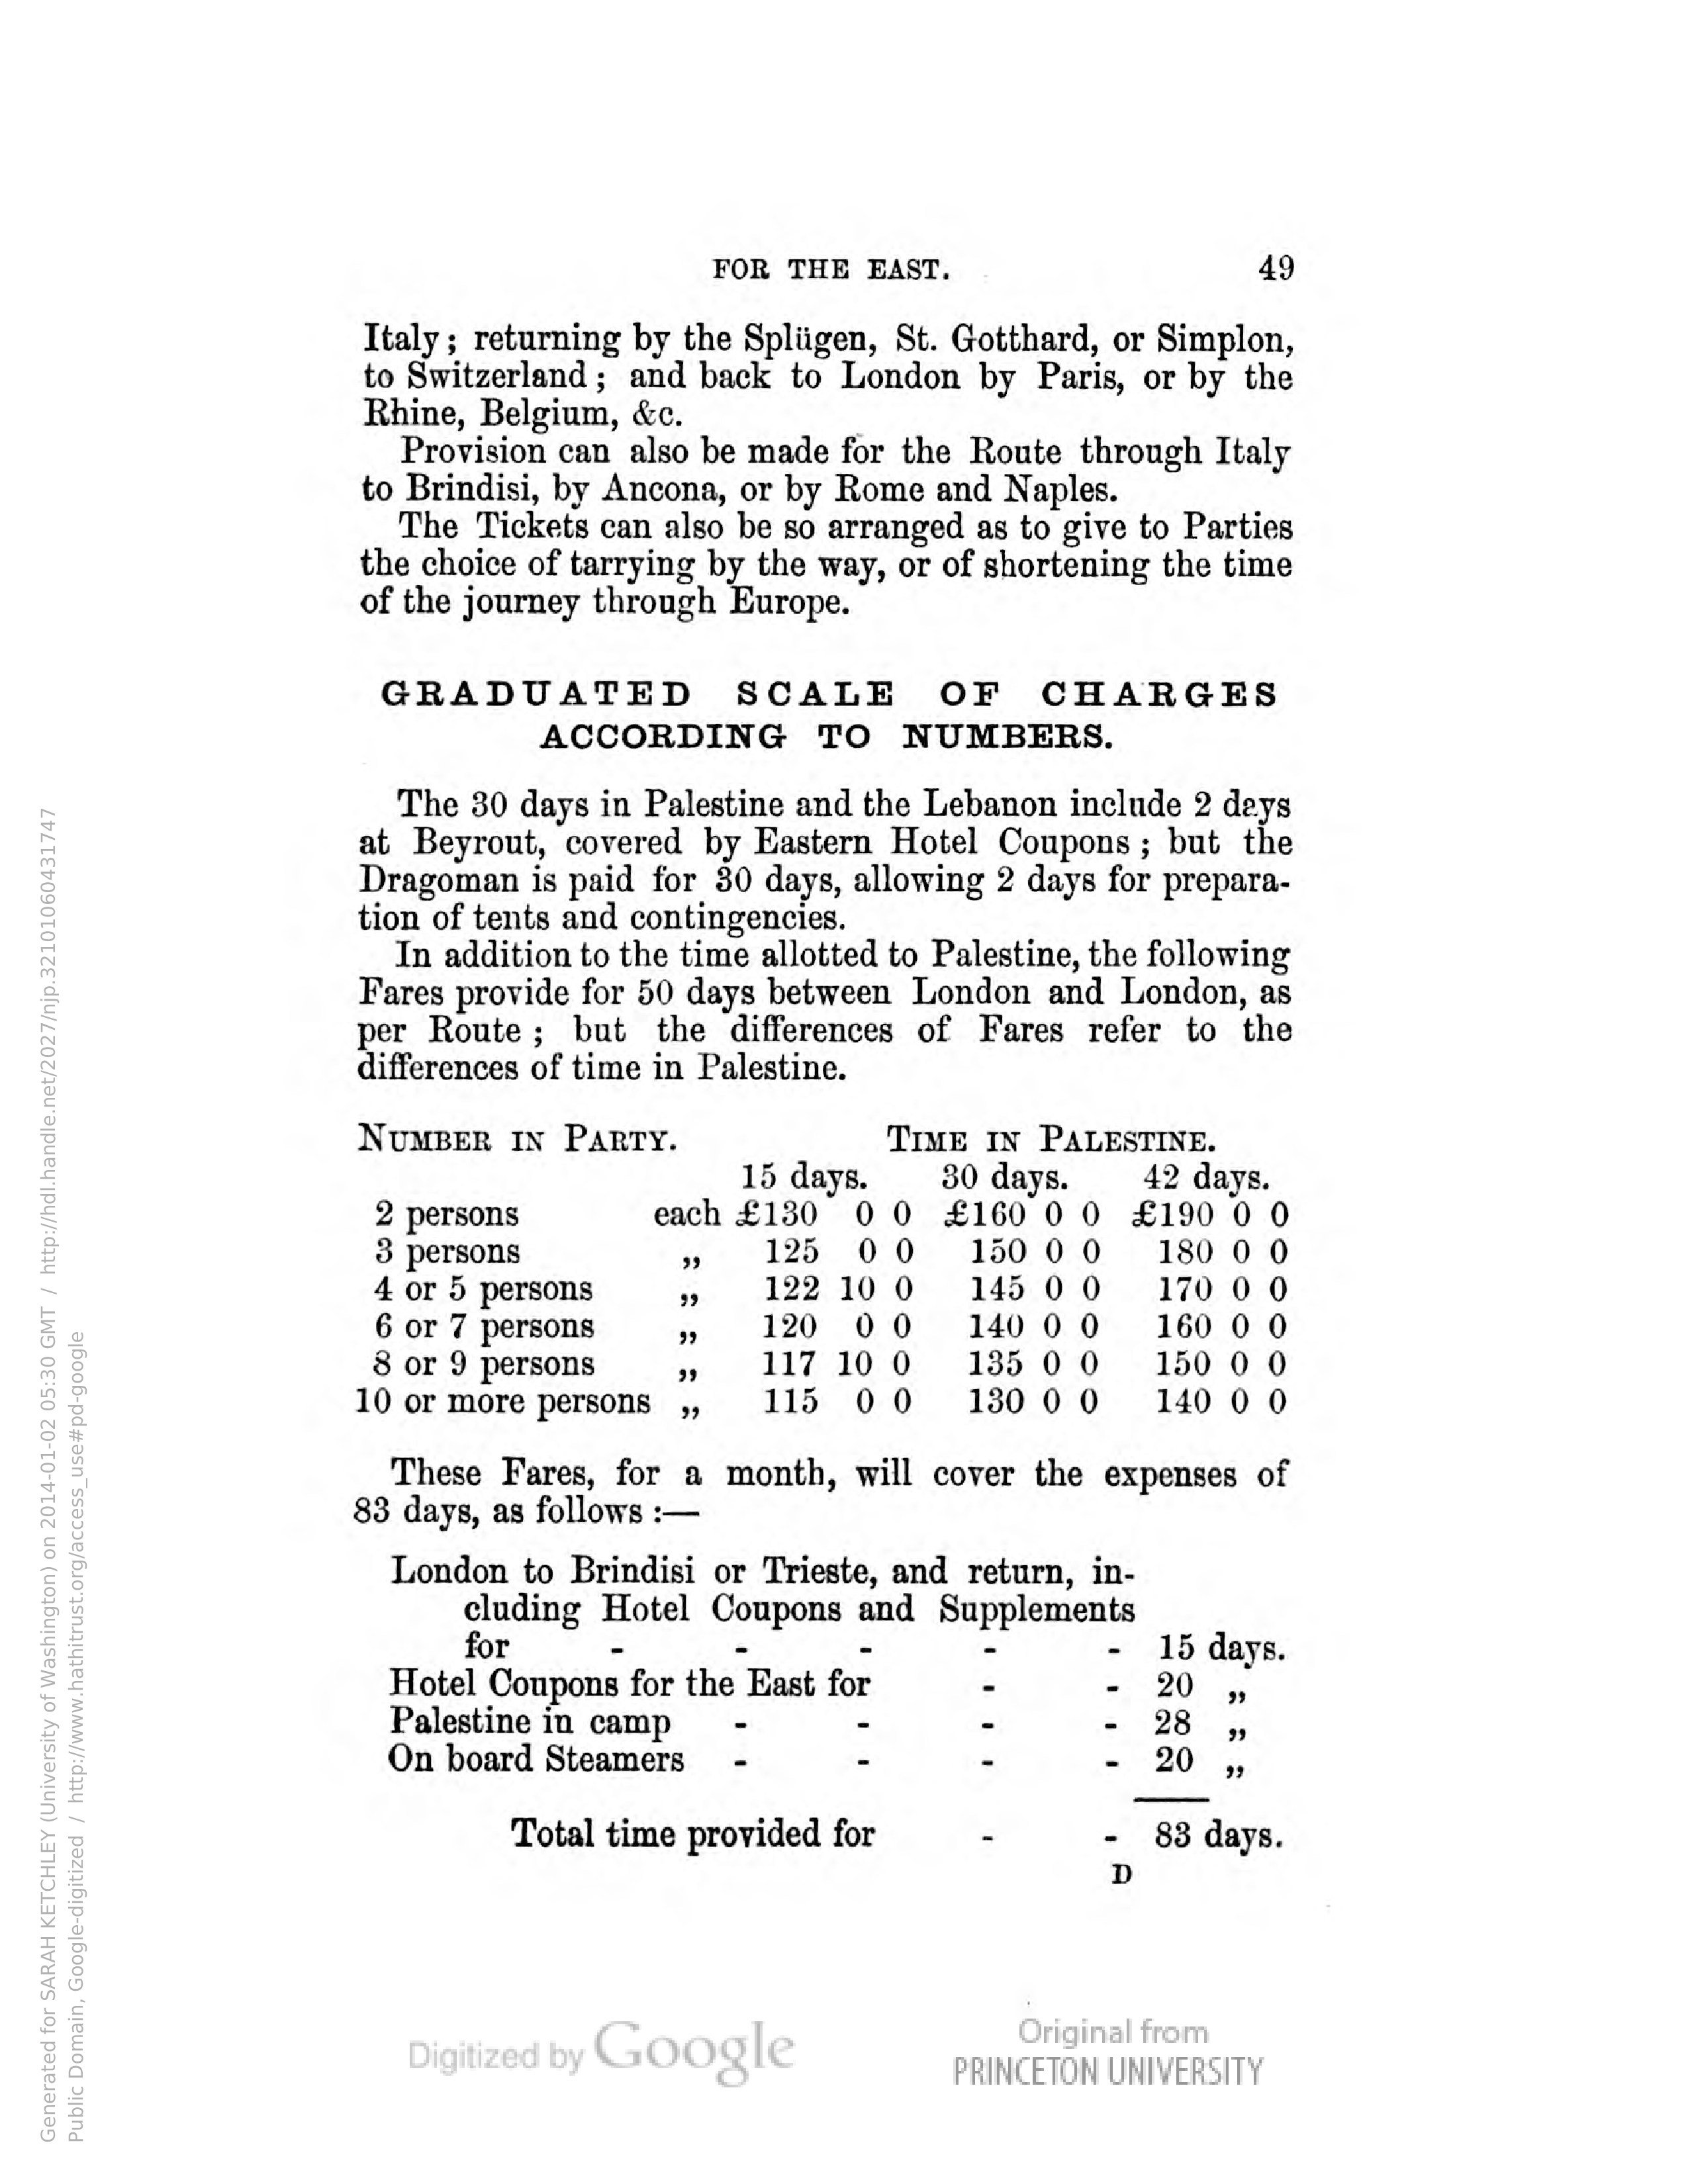 FOR THE EAST. 49
Italy; returning by the Splügen, St. Gotthard, or Simplon,
to Switzerland; and back to London by Paris, or by the
Rhine, Belgium, &c.
Provision can also be made for the Route through Italy
to Brindisi, by Ancona, or by Rome and Naples.
The Tickets can also be so arranged as to give to Parties
the choice of tarrying by the way, or of shortening the time
of the journey through Europe.
GRADUATED SCALE OF CHARGES
ACCORDING TO NUMBERS.
The 30 days in Palestine and the Lebanon include 2 days
at Beyrout, covered by Eastern Hotel Coupons; but the
Dragoman is paid for 30 days, allowing 2 days for prepara-
tion of tents and contingencies.
In addition to the time allotted to Palestine, the following
Fares provide for 50 days between London and London, as
per Route; but the differences of Fares refer to the
differences of time in Palestine.
NUMBER IN PARTY. TIME IN PALESTINE.
15 days. 30 days. 42 days.
2 persons each £130 0 0 £160 0 0 £190 0 0
3 persons „ 125 0 0 150 0 0 180 0 0
4 or 5 persons „ 122 10 0 145 0 0 170 0 0
6 or 7 persons „ 120 0 0 140 0 0 160 0 0
8 or 9 persons „ 117 10 0 135 0 0 150 0 0
10 or more persons „ 115 0 0 130 0 0 140 0 0
These Fares, for a month, will cover the expenses of
83 days, as follows :—
London to Brindisi or Trieste, and return, in-
cluding Hotel Coupons and Supplements
for - - - - - 15 days.
Hotel Coupons for the East for - - 20 „
Palestine in camp - - - - 28 „
On board Steamers - - - - 20 „
Total time provided for - - 83 days.
D
Digitized by Google
Original from
PRINCETON UNIVERSITY
Generated for SARAH KETCHLEY (University of Washington) on 2014-01-02 05:30 GMT / http://hdl.handle.net/2027/njp.32101060431747
Public Domain, Google-digitized / http://www.hathitrust.org/access_use#pd-google